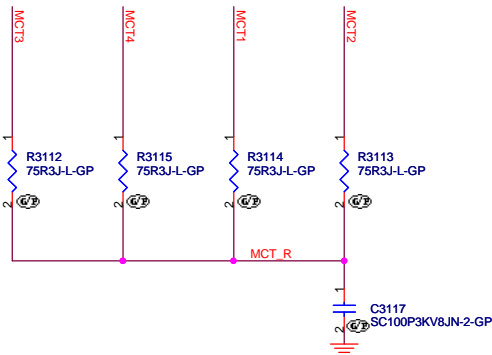 MCT3
MCT4
MCT1
MCT2
1
R3112
75R3J-L-GP
2
G/P
1
R3115
75R3J-L-GP
2
G/P
1
R3114
75R3J-L-GP
2
G/P
1
R3113
75R3J-L-GP
2
G/P
MCT_R
1
C3117
SC100P3KV8JN-2-GP
2
G/P